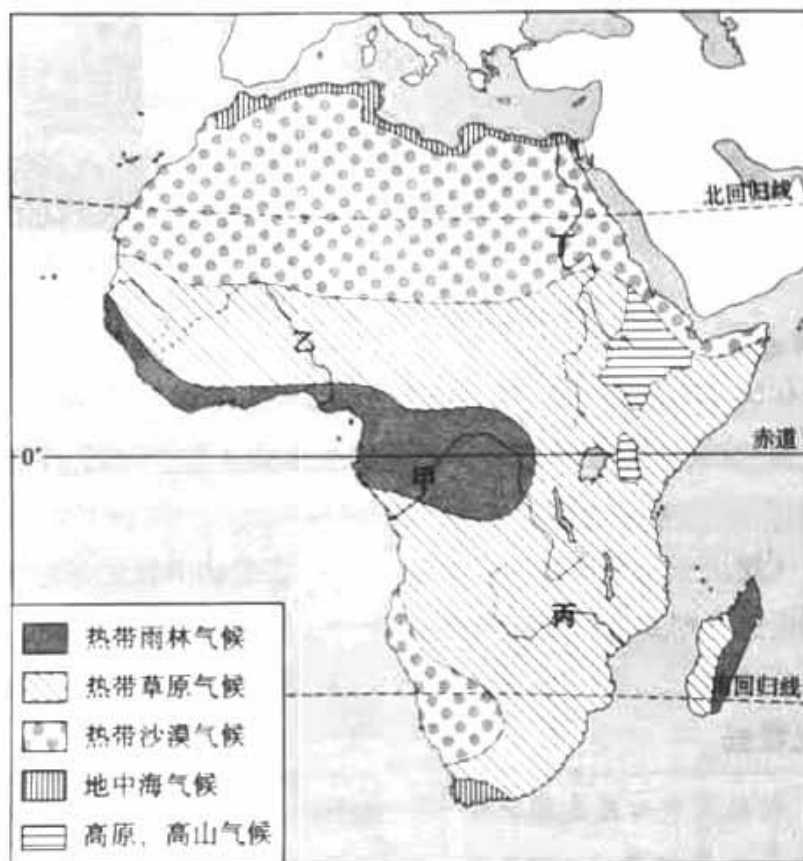 北回归线
丁
乙
0°
赤道
甲
丙
南回归线
热带雨林气候
热带草原气候
热带沙漠气候
地中海气候
高原、高山气候